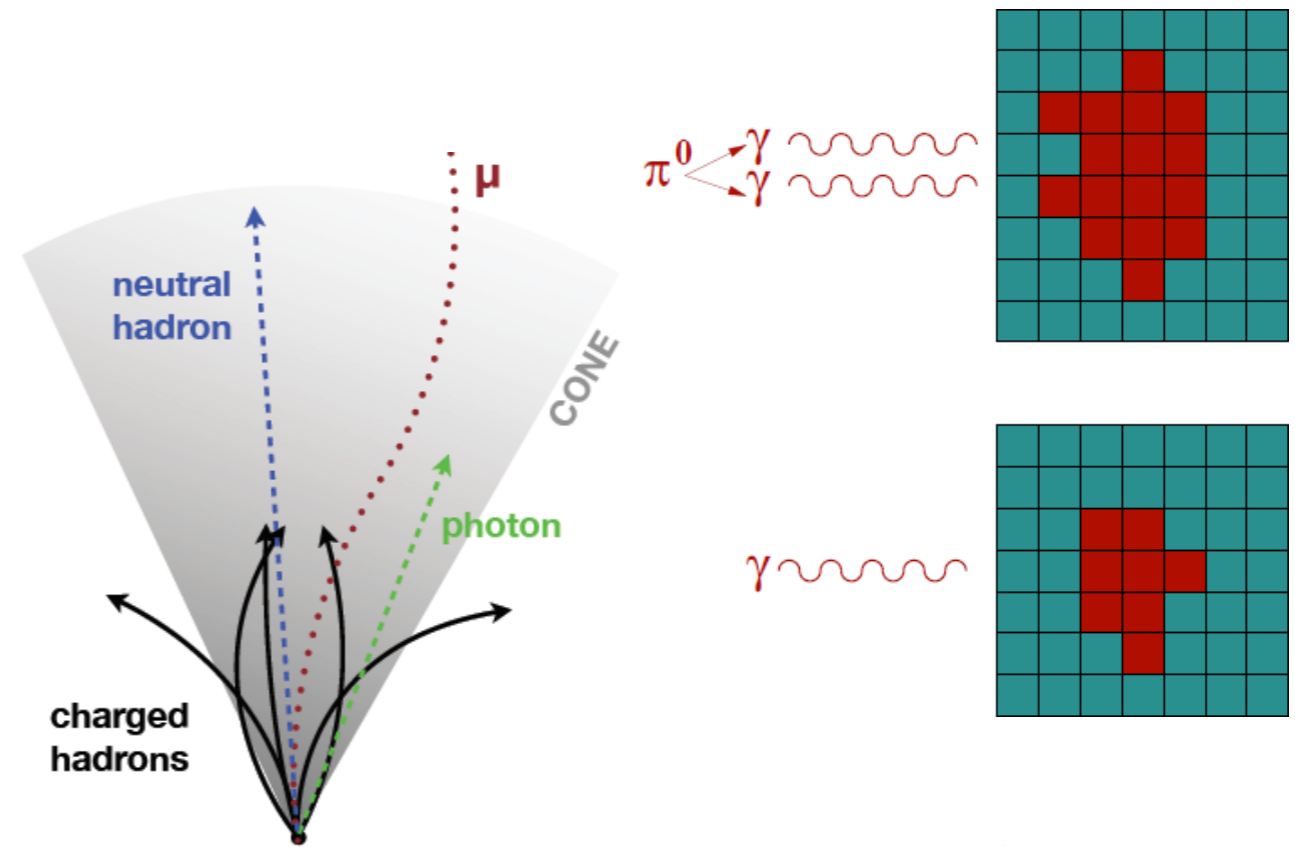 μ
neutral
hadron
CONE
photon
charged
hadrons
π⁰
γ
γ
γ